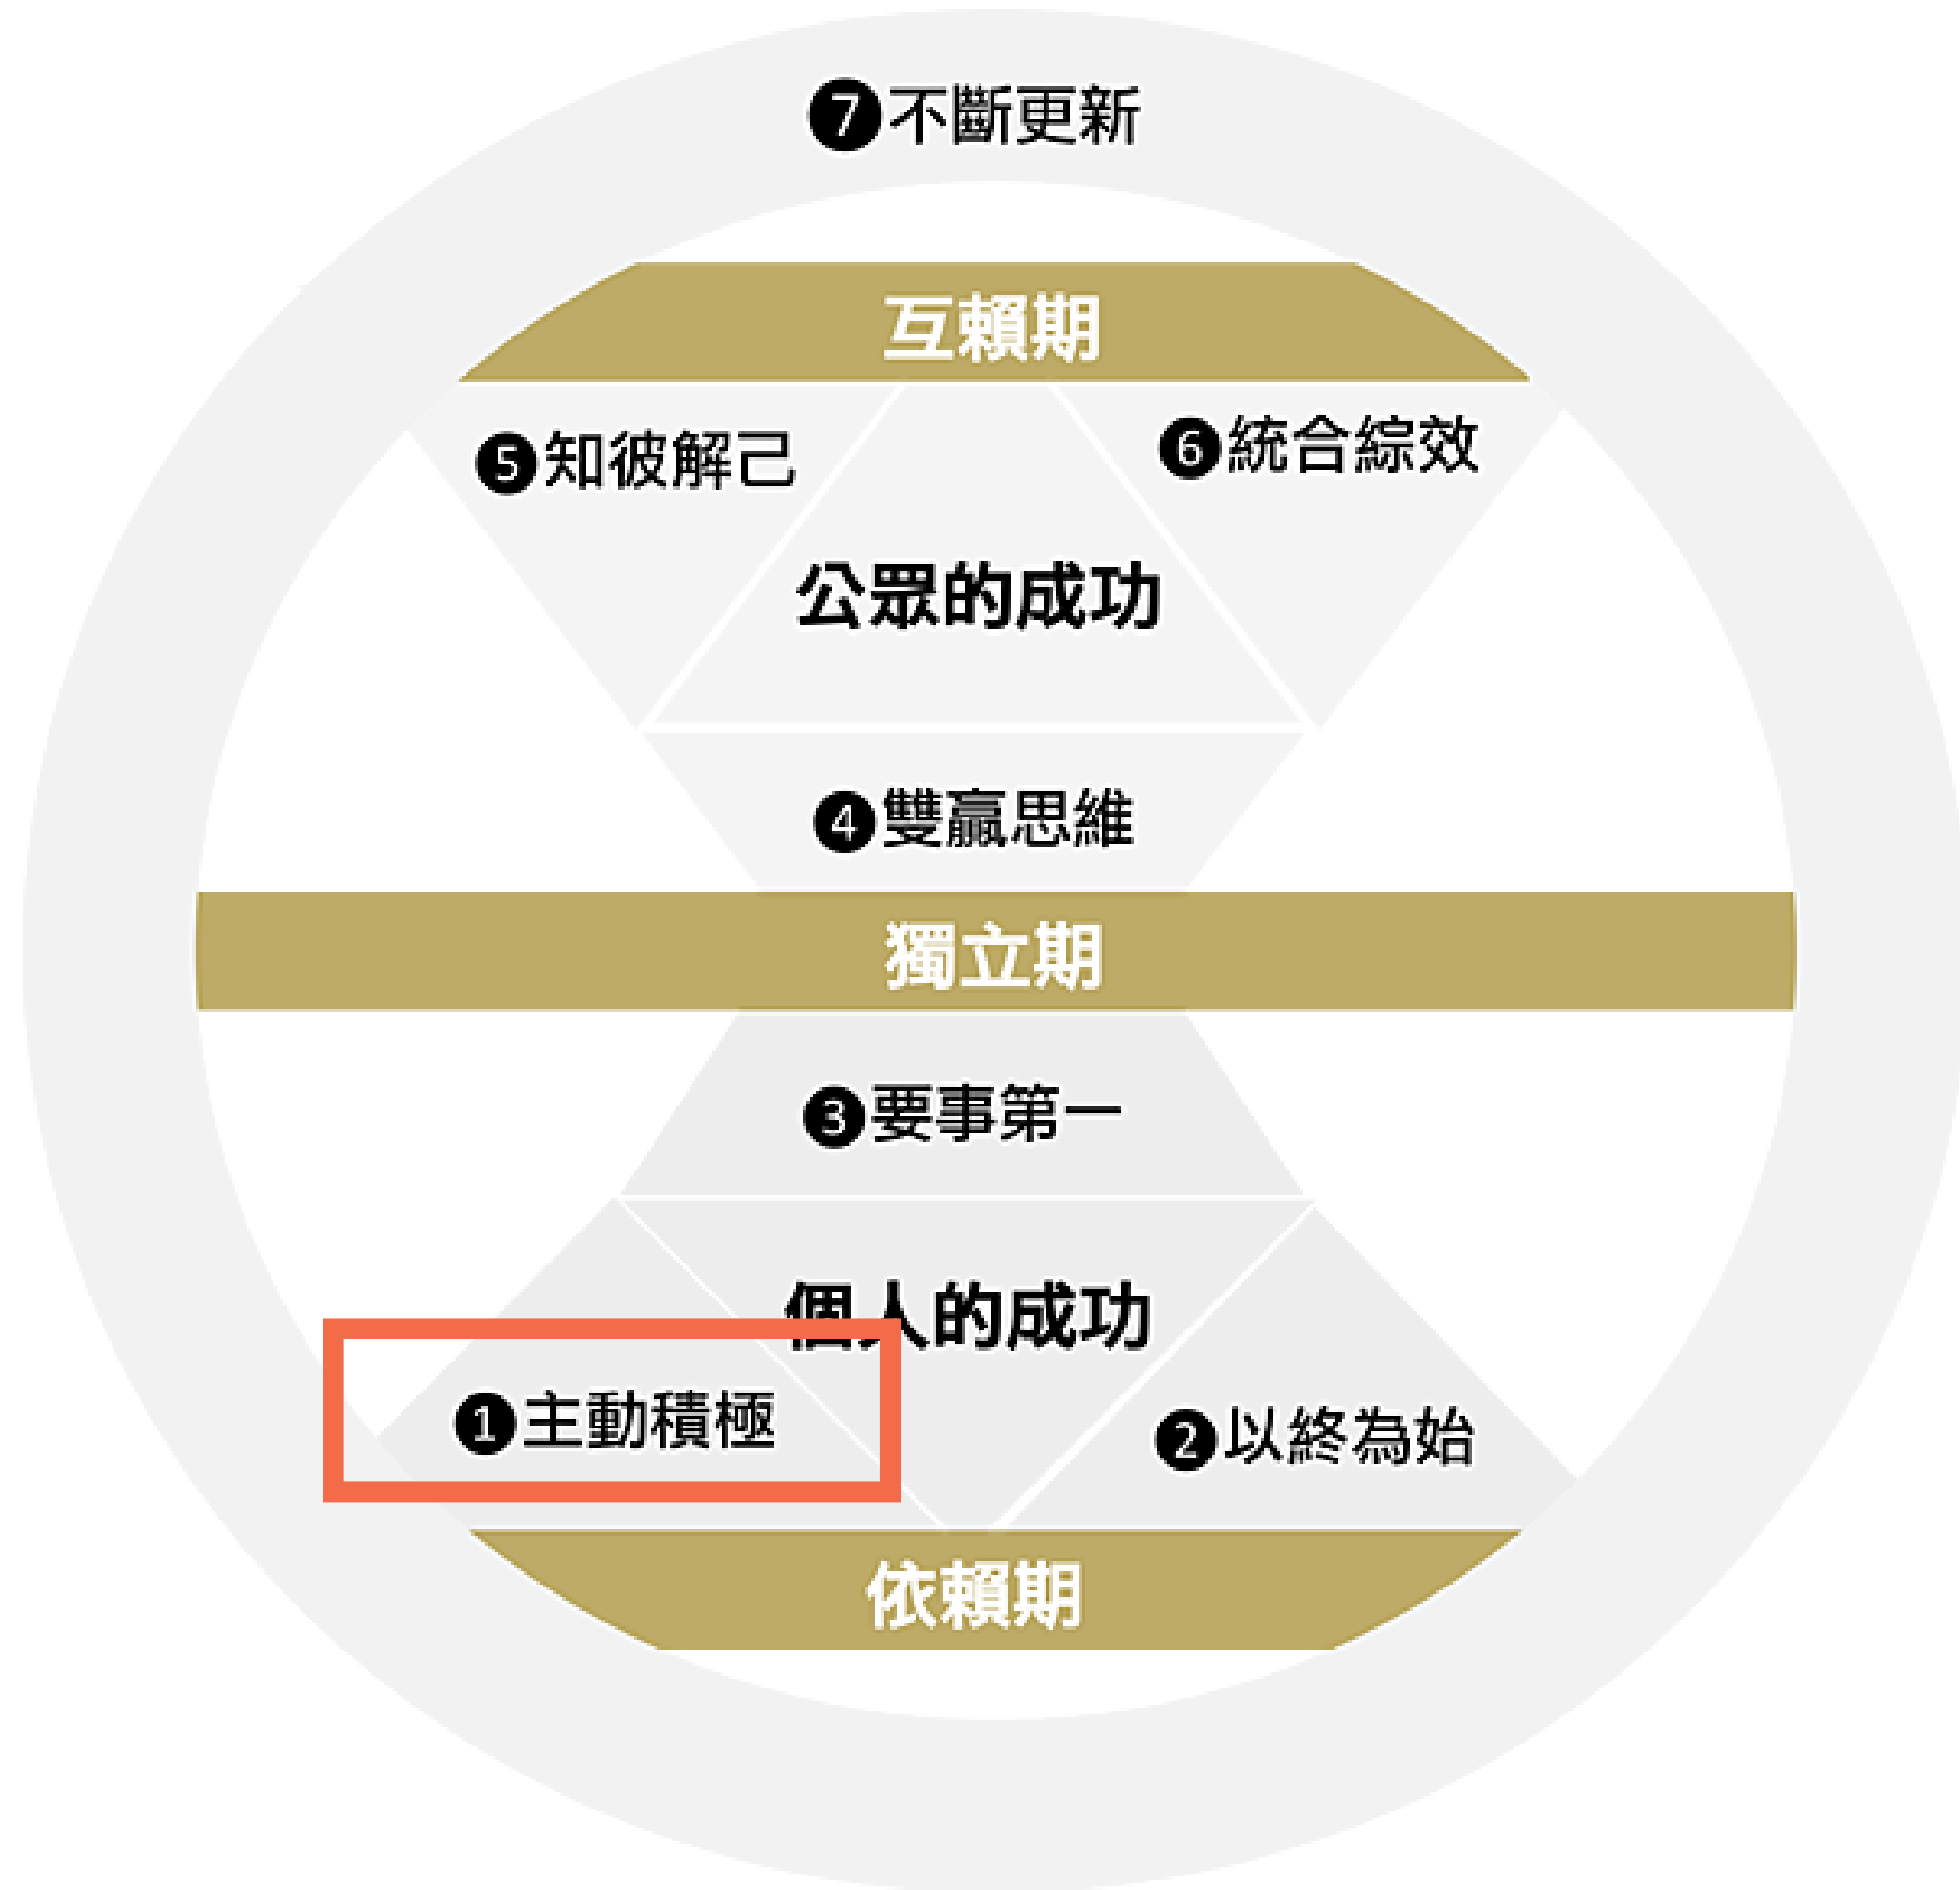 ❼不斷更新
互賴期
❺知彼解己
❻統合綜效
公眾的成功
❹雙贏思維
獨立期
❸要事第一
個人的成功
❶主動積極
❷以終為始
依賴期